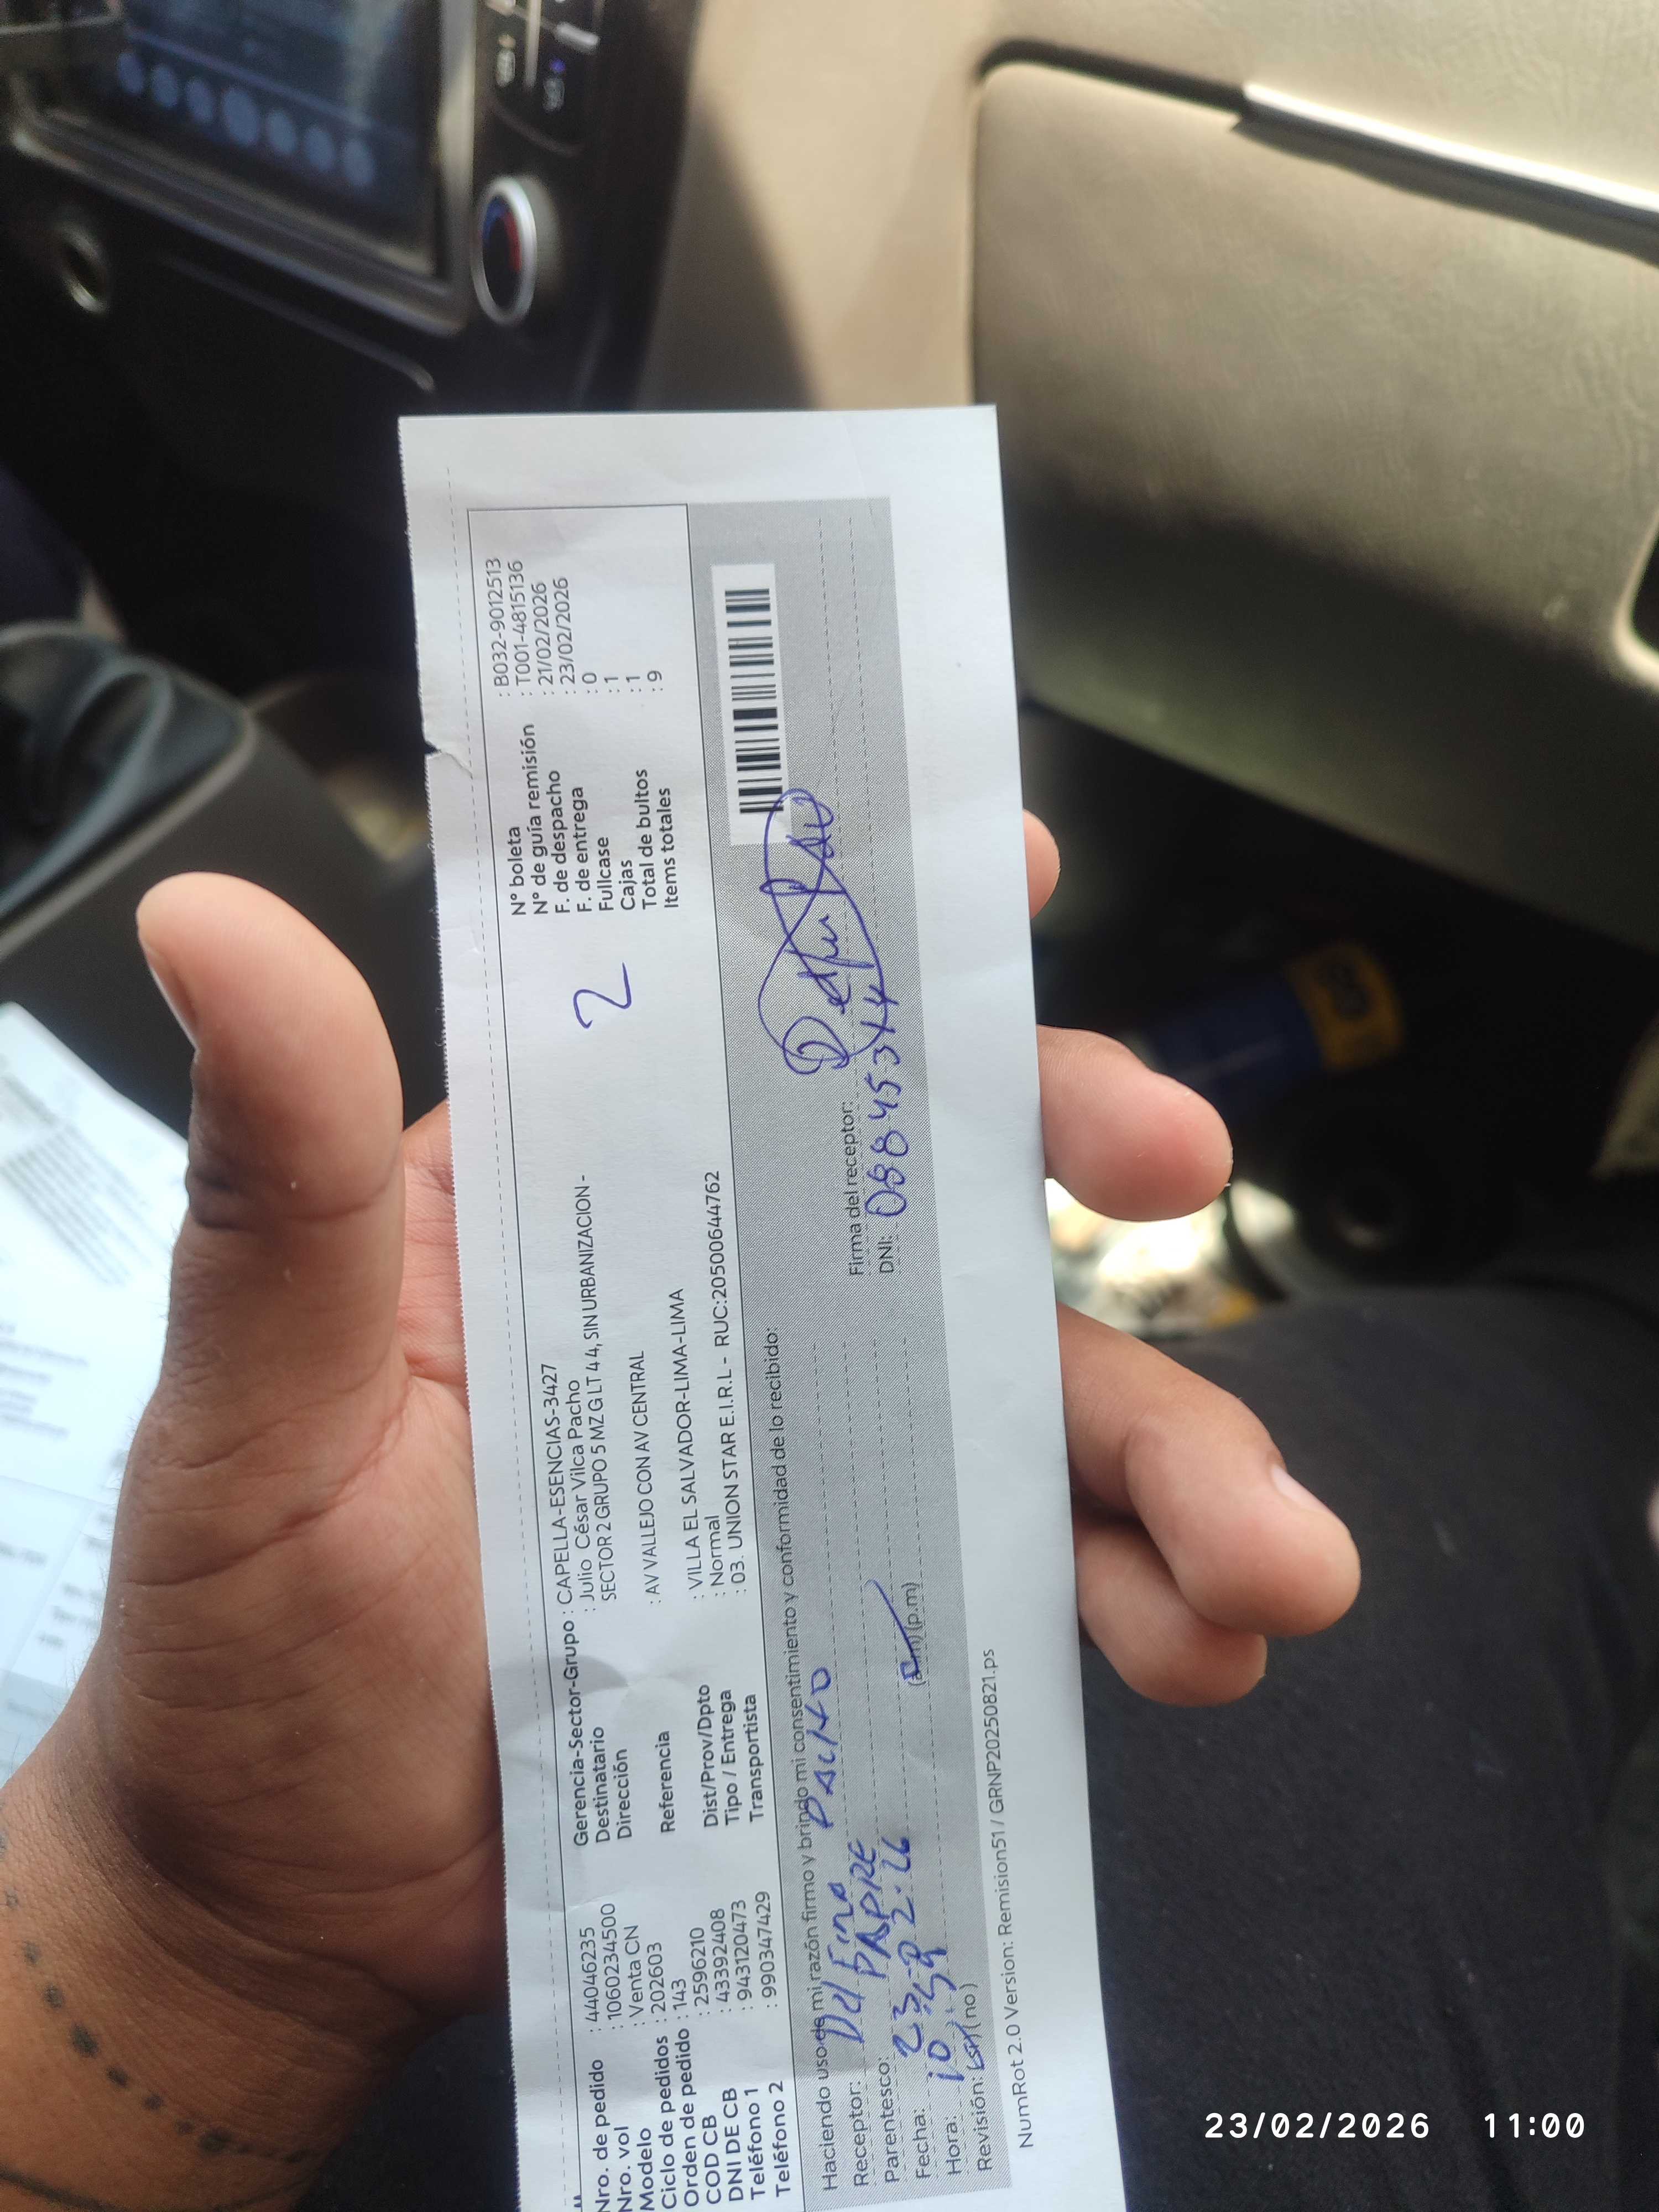 Nro. de pedido : 44046235
Nro. vol : 1060234500
Modelo : Venta CN
Ciclo de pedidos : 202603
Orden de pedido : 143
COD CB : 2596210
DNI DE CB : 43392408
Teléfono 1 : 943120473
Teléfono 2 : 990347429
Gerencia-Sector-Grupo : CAPELLA-ESENCIAS-3427
Destinatario : Julio César Vilca Pacho
Dirección SECTOR 2 GRUPO 5 MZ G LT 44, SIN URBANIZACION -
Referencia : AV VALLEJO CON AV CENTRAL
Dist/Prov/Dpto : VILLA EL SALVADOR-LIMA-LIMA
Tipo / Entrega : Normal
Transportista : 03. UNION STAR E.I.R.L - RUC:20500644762
2
N° boleta : B032-9012513
N° de guía remisión : T001-4815136
F. de despacho : 21/02/2026
F. de entrega : 23/02/2026
Fullcase : 0
Cajas : 1
Total de bultos : 1
Items totales : 9
Haciendo uso de mi razón firmo y brindo mi consentimiento y conformidad de lo recibido:
Receptor: Delfino PACHO
Parentesco: PADRE
Fecha: 23-02-26
Hora: 10:59 (a.m) (p.m)
Revisión: (si) (no)
Firma del receptor:
DNI: 08845344
NumRot 2.0 Version: Remision51 / GRNP20250821.ps
23/02/2026 11:00